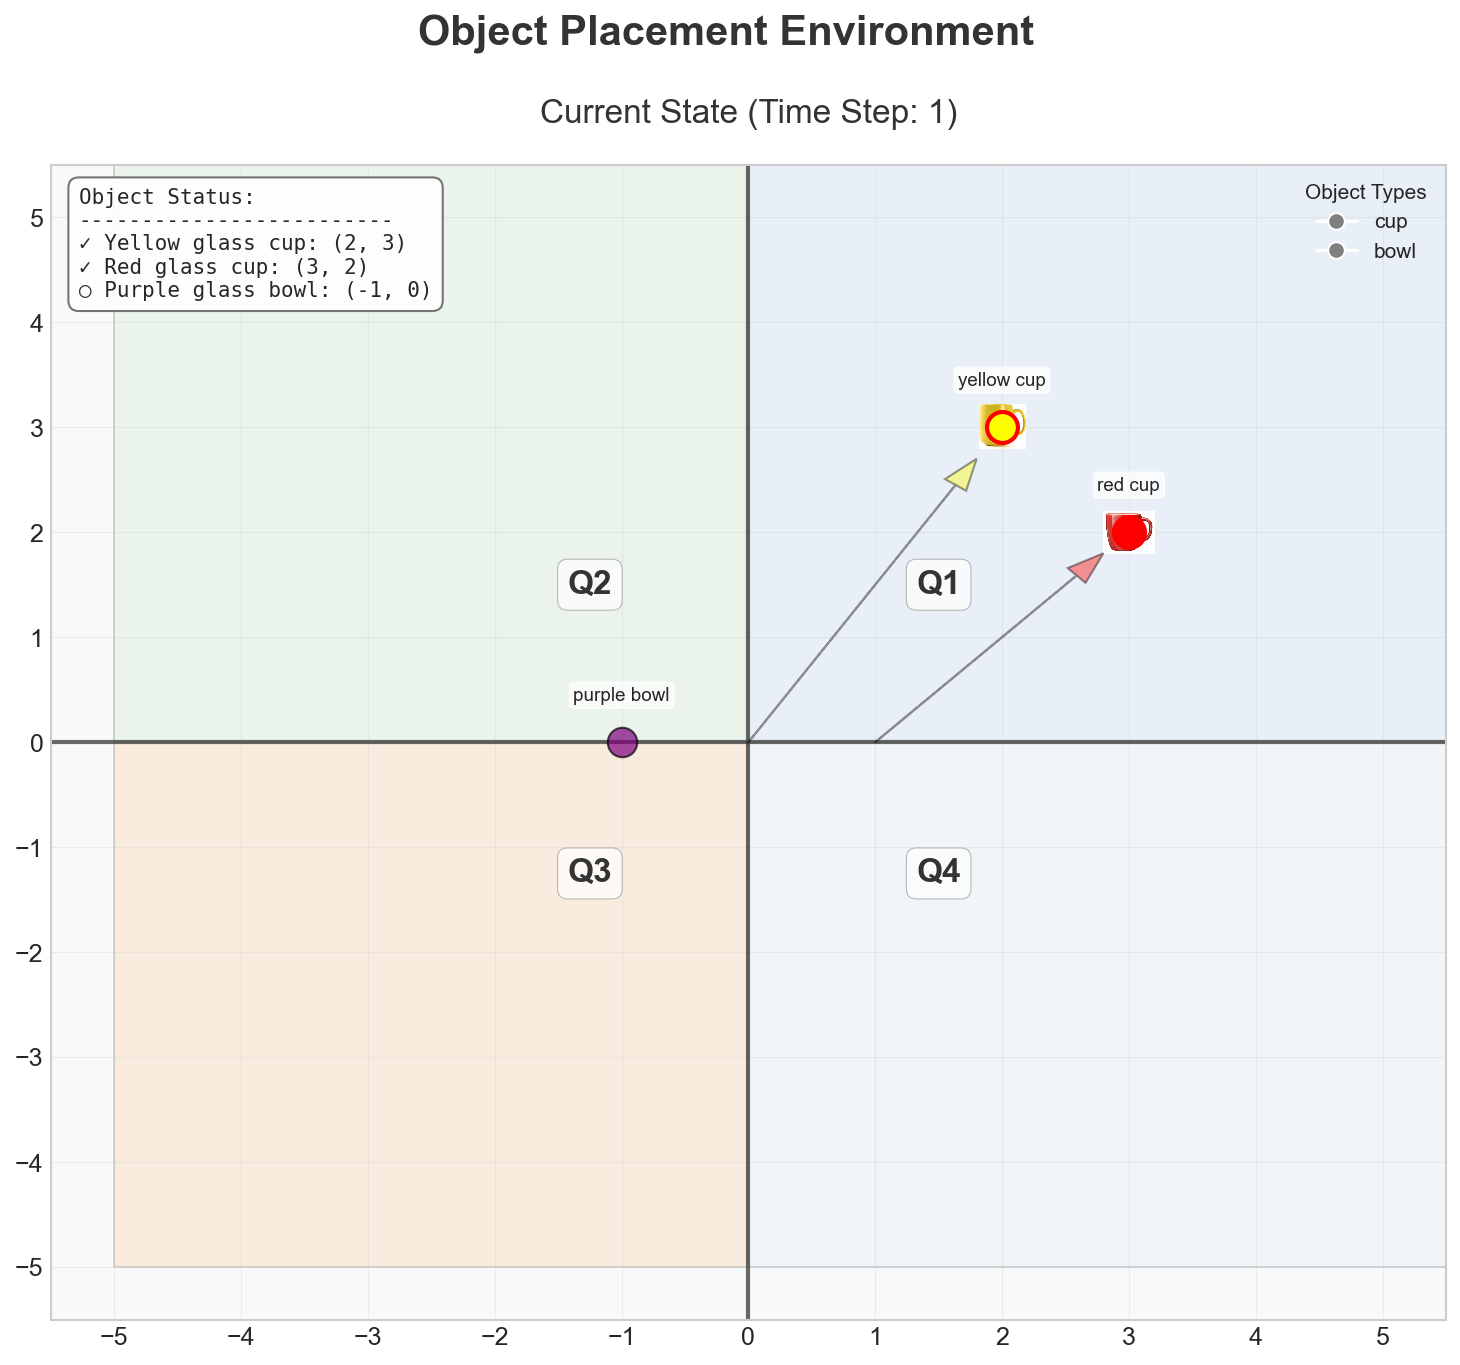 Object Placement Environment
Current State (Time Step: 1)
Object Status:
-------------------------
✓ Yellow glass cup: (2, 3)
✓ Red glass cup: (3, 2)
○ Purple glass bowl: (-1, 0)
Object Types
cup
bowl
yellow cup
red cup
Q2
Q1
purple bowl
Q3
Q4
5
4
3
2
1
0
−1
−2
−3
−4
−5
−5 −4 −3 −2 −1 0 1 2 3 4 5